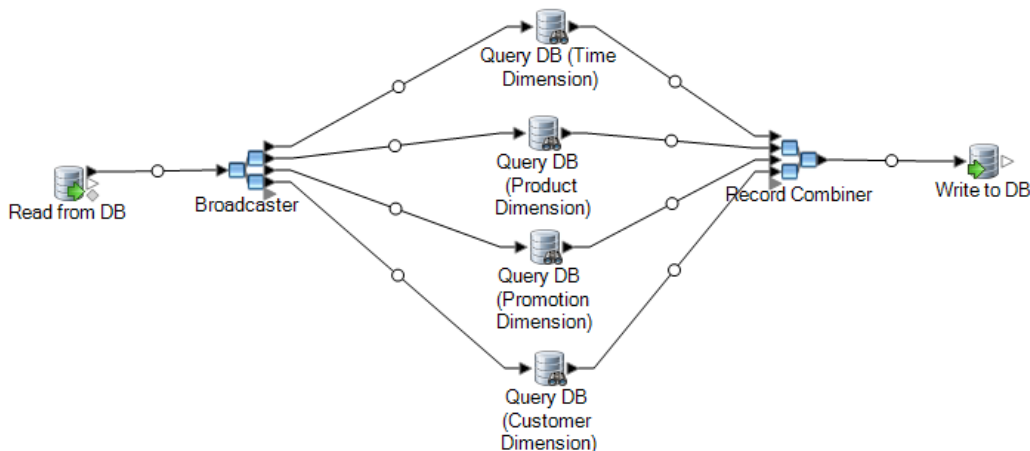 Query DB (Time
Dimension)
Query DB
(Product
Dimension)
Read from DB
Broadcaster
Record Combiner
Write to DB
Query DB
(Promotion
Dimension)
Query DB
(Customer
Dimension)